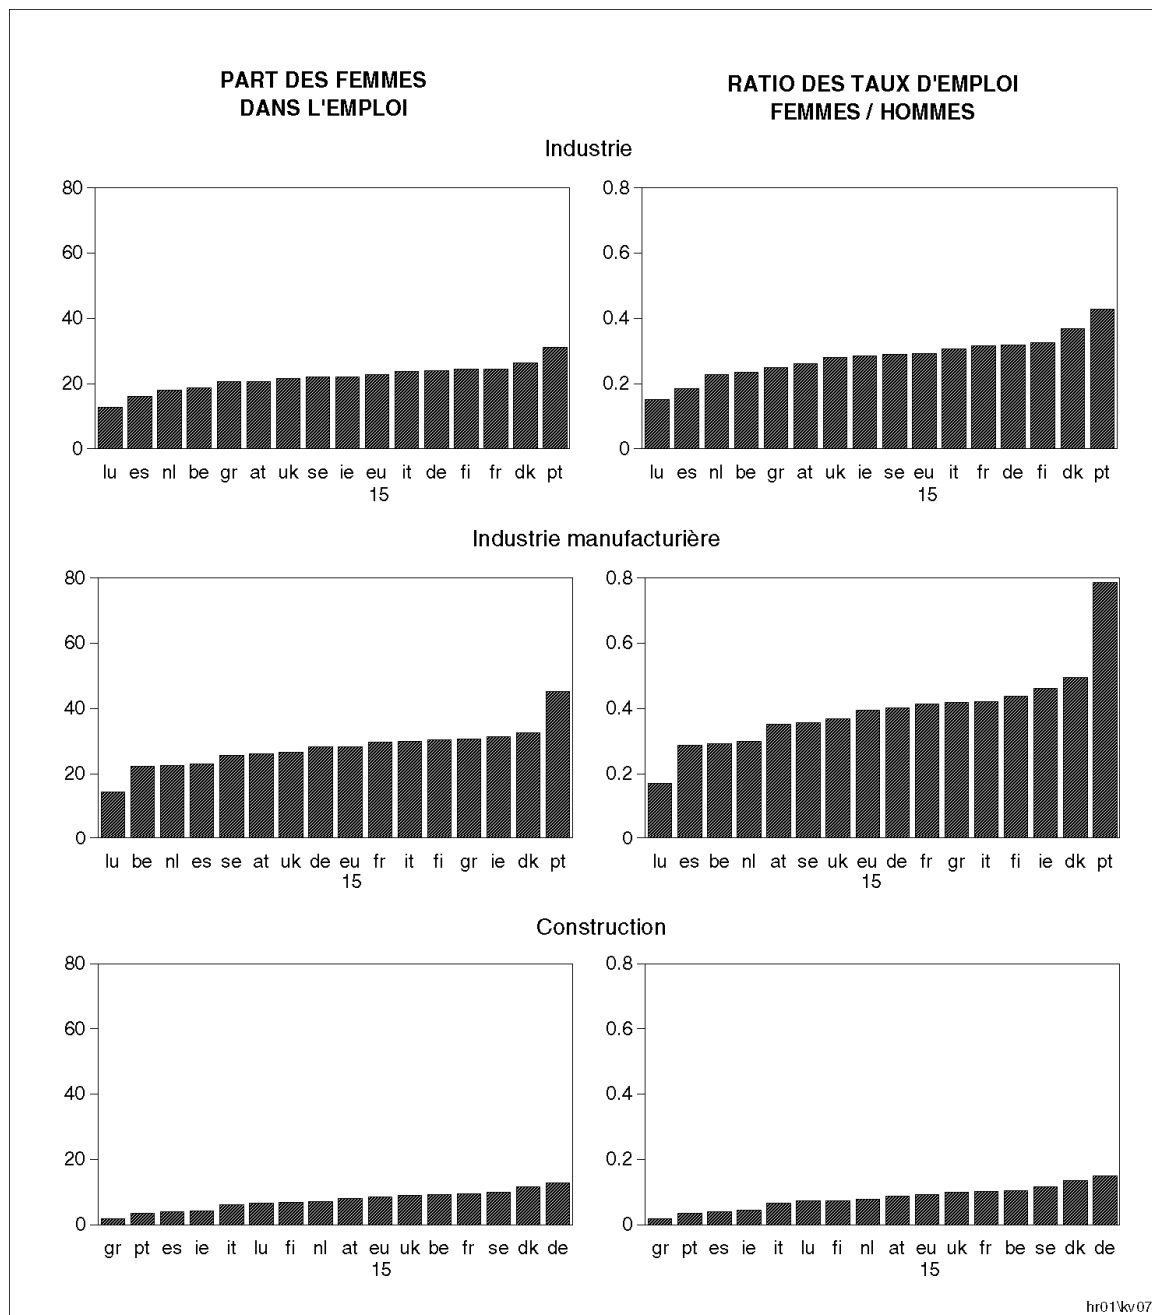 PART DES FEMMES
DANS L'EMPLOI
RATIO DES TAUX D'EMPLOI
FEMMES / HOMMES
Industrie
80
60
40
20
0
lu es nl be gr at uk se ie eu it de fi fr dk pt
15
0.8
0.6
0.4
0.2
0
lu es nl be gr at uk ie se eu it fr de fi dk pt
15
Industrie manufacturière
80
60
40
20
0
lu be nl es se at uk de eu fr it fi gr ie dk pt
15
0.8
0.6
0.4
0.2
0
lu es be nl at se uk eu de fr gr it fi ie dk pt
15
Construction
80
60
40
20
0
gr pt es ie it lu fi nl at eu uk be fr se dk de
15
0.8
0.6
0.4
0.2
0
gr pt es ie it lu fi nl at eu uk fr be se dk de
15
hr01\kv07